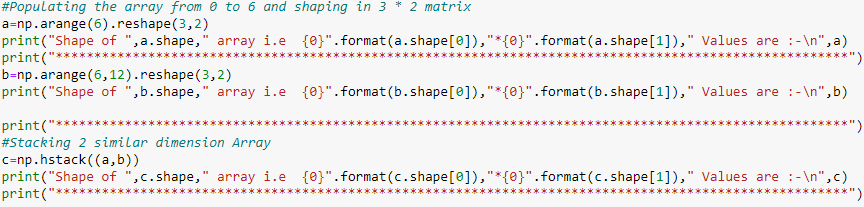 #Populating the array from 0 to 6 and shaping in 3 * 2 matrix
a=np.arange(6).reshape(3,2)
print("Shape of ",a.shape," array i.e  {0}".format(a.shape[0]),"*{0}".format(a.shape[1])," Values are :-\n",a)
print("*******************************************************************************************************")
b=np.arange(6,12).reshape(3,2)
print("Shape of ",b.shape," array i.e  {0}".format(b.shape[0]),"*{0}".format(b.shape[1])," Values are :-\n",b)
print("*******************************************************************************************************")
#Stacking 2 similar dimension Array
c=np.hstack((a,b))
print("Shape of ",c.shape," array i.e  {0}".format(c.shape[0]),"*{0}".format(c.shape[1])," Values are :-\n",c)
print("*******************************************************************************************************")